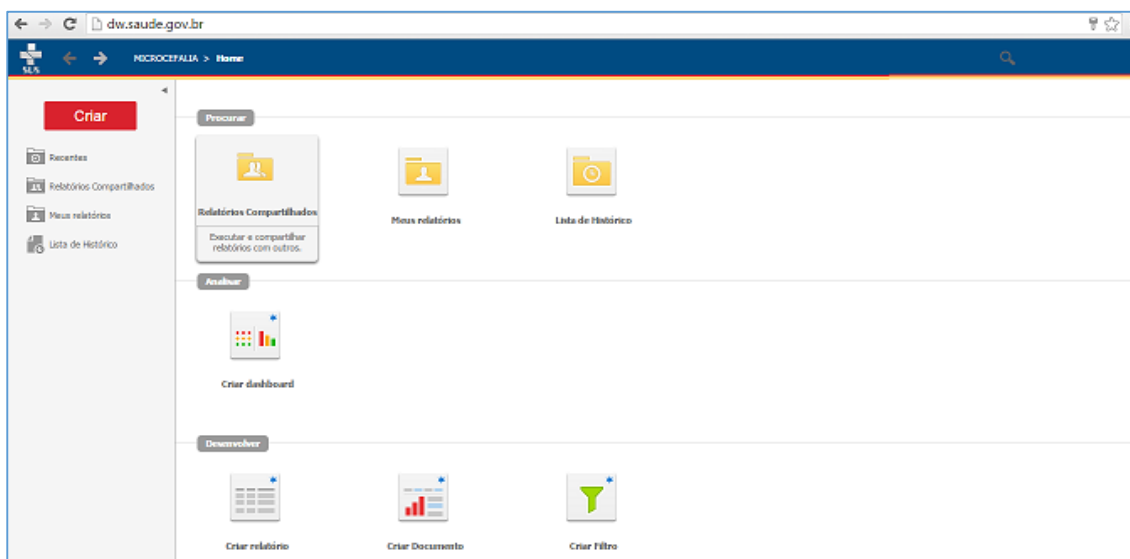 dw.saude.gov.br
SUS
MICROCEFALIA > Home
Criar
Recentes
Relatórios Compartilhados
Meus relatórios
Lista de Histórico
Procurar
Relatórios Compartilhados
Executar e compartilhar
relatórios com outros.
Meus relatórios
Lista de Histórico
Analisar
Criar dashboard
Desenvolver
Criar relatório
Criar Documento
Criar Filtro